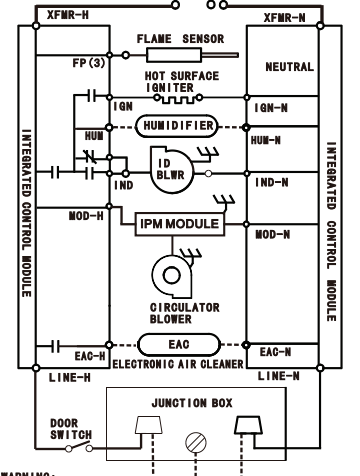 XFMR-H
XFMR-N
FLAME SENSOR
FP(3)
NEUTRAL
HOT SURFACE
IGNITER
IGN
IGN-N
HUMIDIFIER
HUM
HUM-N
ID
BLWR
IND
IND-N
INTEGRATED CONTROL MODULE
INTEGRATED CONTROL MODULE
MOD-H
IPM MODULE
MOD-N
CIRCULATOR
BLOWER
EAC
EAC-H
EAC-N
ELECTRONIC AIR CLEANER
LINE-H
LINE-N
JUNCTION BOX
DOOR
SWITCH
WARNING: